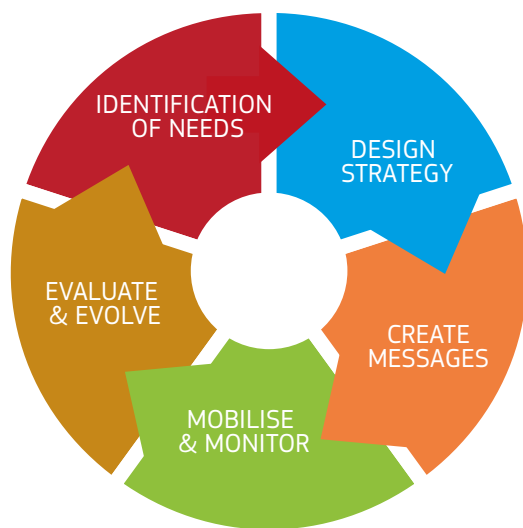 IDENTIFICATION
OF NEEDS
DESIGN
STRATEGY
CREATE
MESSAGES
MOBILISE
& MONITOR
EVALUATE
& EVOLVE